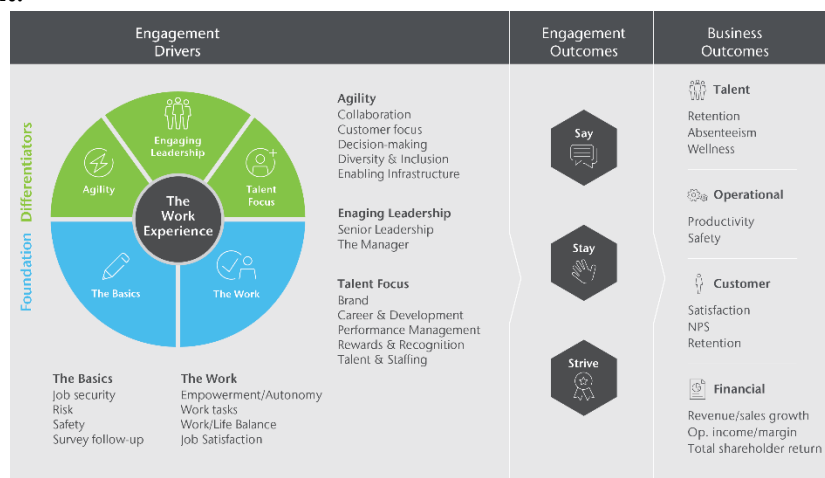 Engagement
Drivers
Engagement
Outcomes
Business
Outcomes
Differentiators
Foundation
Engaging
Leadership
Agility
Talent
Focus
The
Work
Experience
The Basics
The Work
Agility
Collaboration
Customer focus
Decision-making
Diversity & Inclusion
Enabling Infrastructure
Enaging Leadership
Senior Leadership
The Manager
Talent Focus
Brand
Career & Development
Performance Management
Rewards & Recognition
Talent & Staffing
The Basics
Job security
Risk
Safety
Survey follow-up
The Work
Empowerment/Autonomy
Work tasks
Work/Life Balance
Job Satisfaction
Say
Stay
Strive
Talent
Retention
Absenteeism
Wellness
Operational
Productivity
Safety
Customer
Satisfaction
NPS
Retention
Financial
Revenue/sales growth
Op. income/margin
Total shareholder return